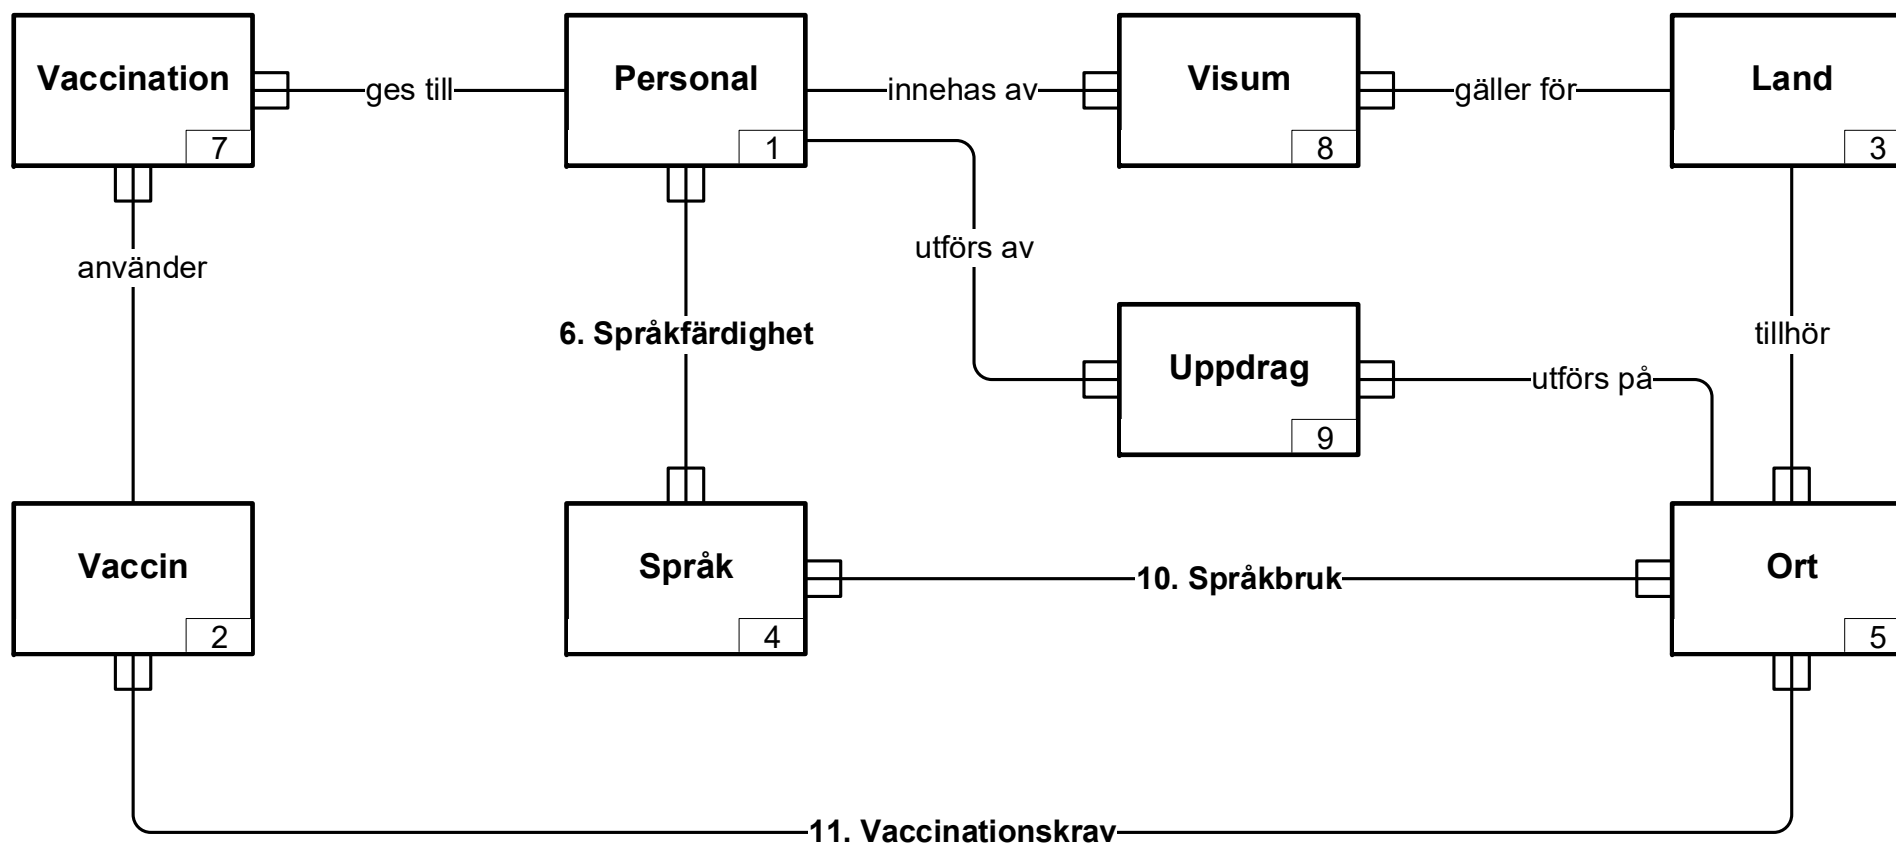 Vaccination
7
ges till
Personal
1
innehas av
Visum
8
gäller för
Land
3
använder
utförs av
6. Språkfärdighet
tillhör
Uppdrag
9
utförs på
Vaccin
2
Språk
4
10. Språkbruk
Ort
5
11. Vaccinationskrav